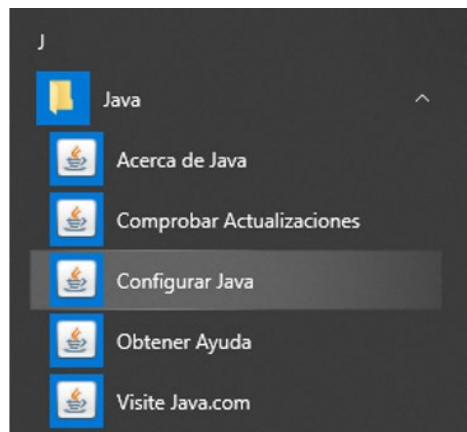 J
Java
Acerca de Java
Comprobar Actualizaciones
Configurar Java
Obtener Ayuda
Visite Java.com